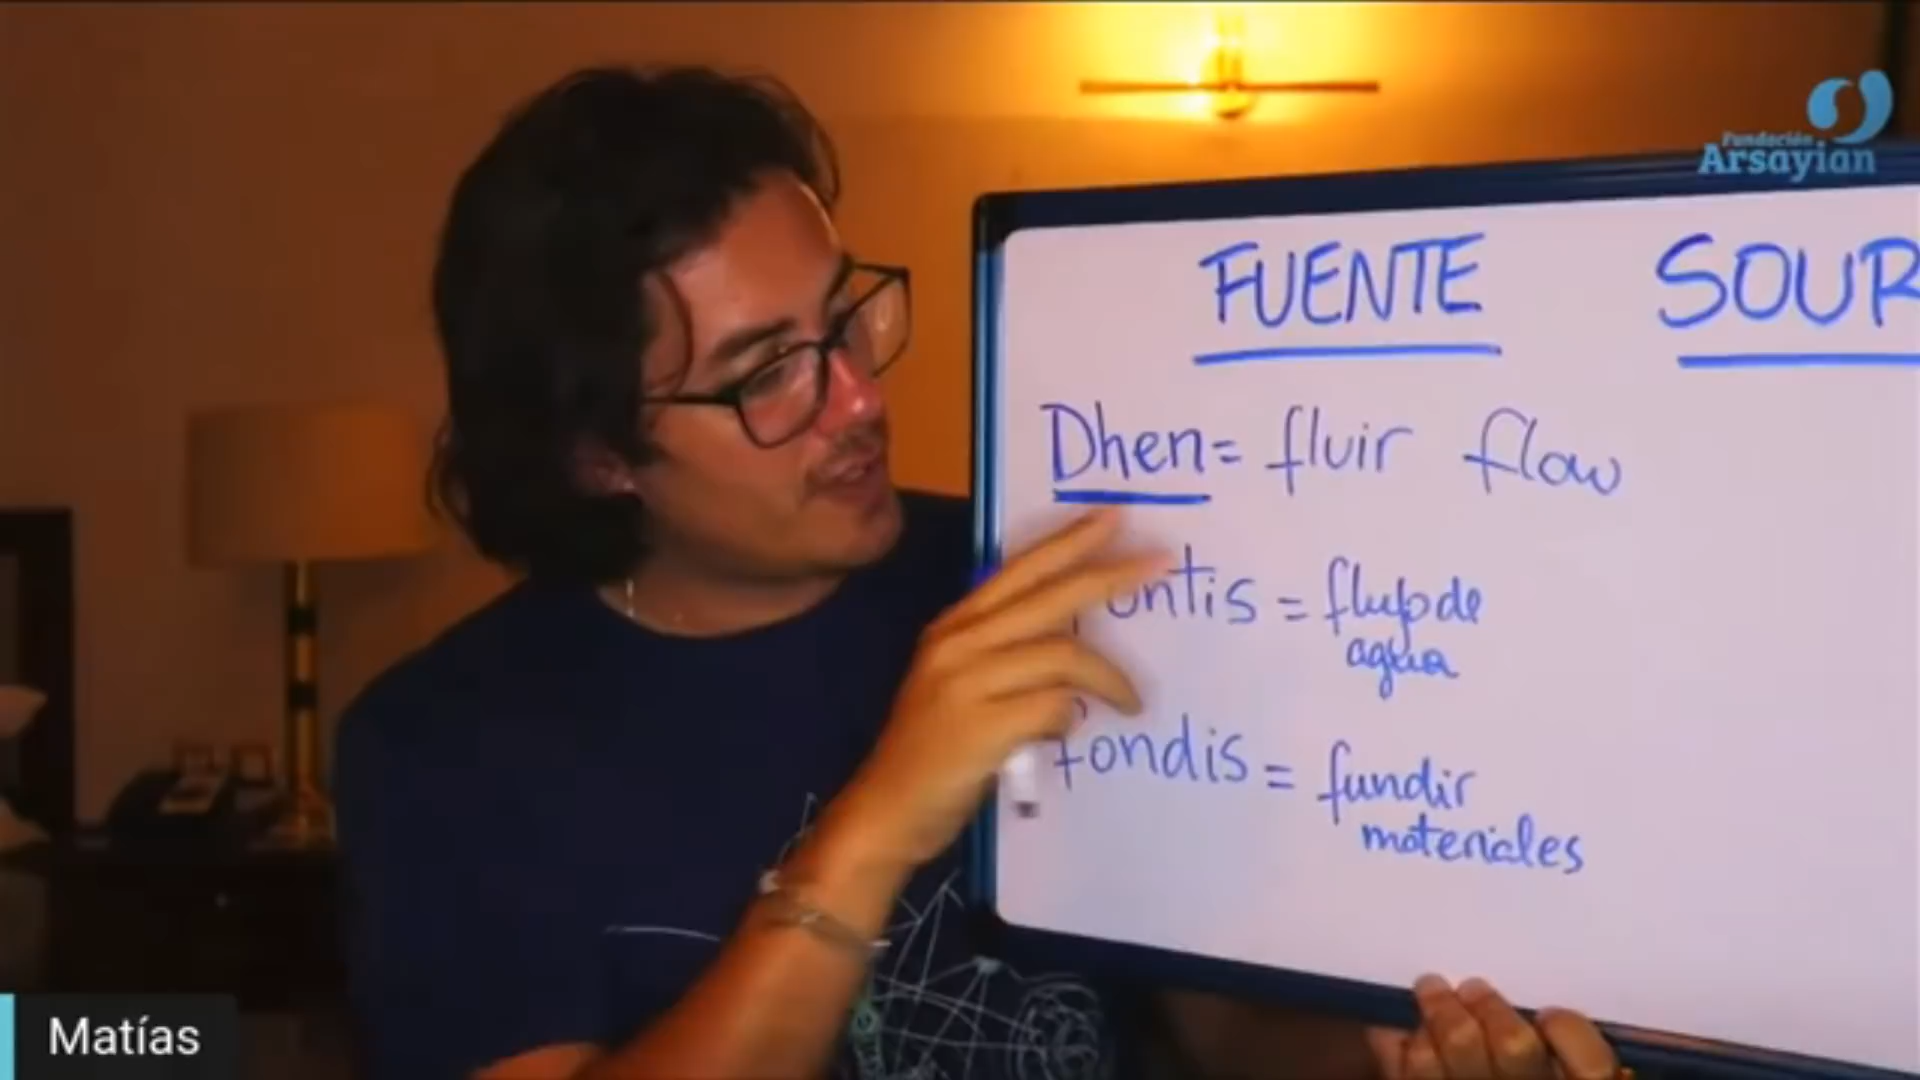 Fundación
Arsayian
FUENTE SOUR
Dhen = fluir flow
ontis = flujo de
agua
fondis = fundir
materiales
Matías